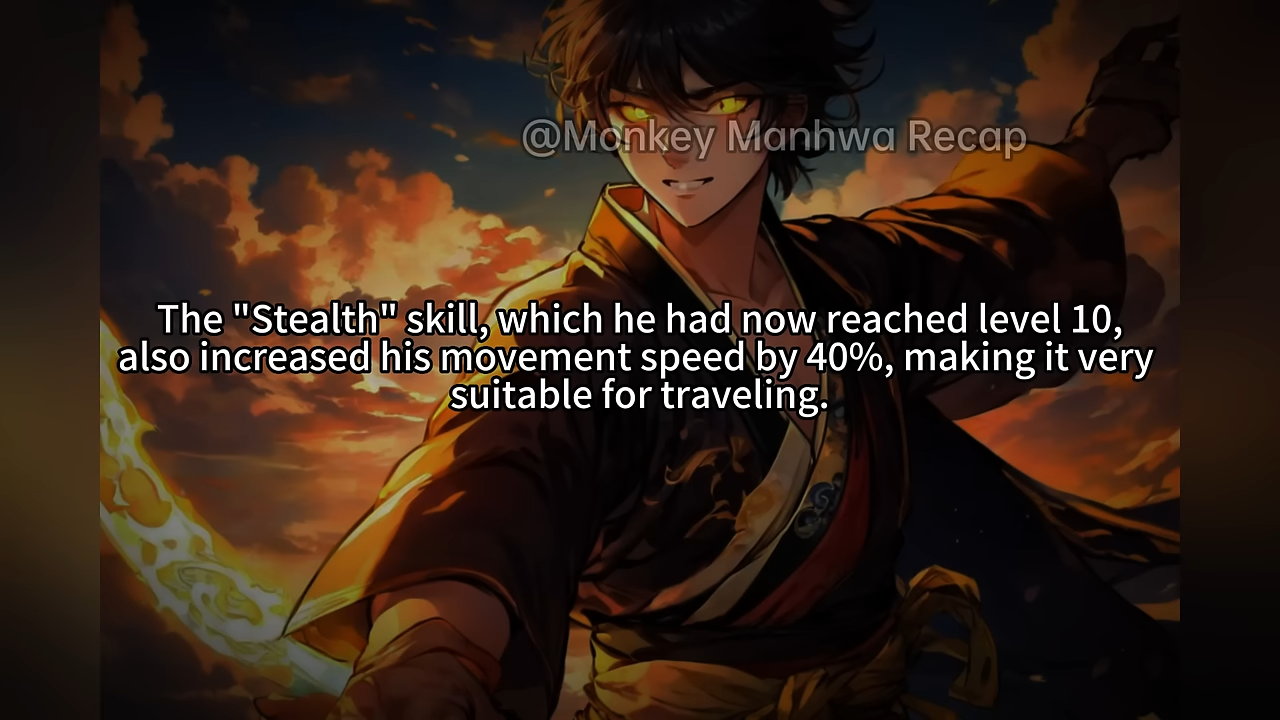 @Monkey Manhwa Recap
The "Stealth" skill, which he had now reached level 10,
also increased his movement speed by 40%, making it very
suitable for traveling.